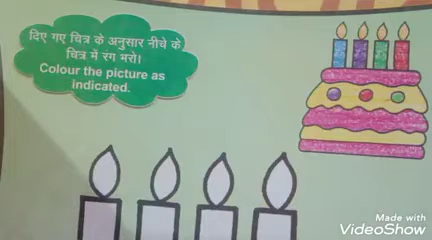 दिए गए चित्र के अनुसार नीचे के
चित्र में रंग भरो।
Colour the picture as
indicated.
Made with
VideoShow